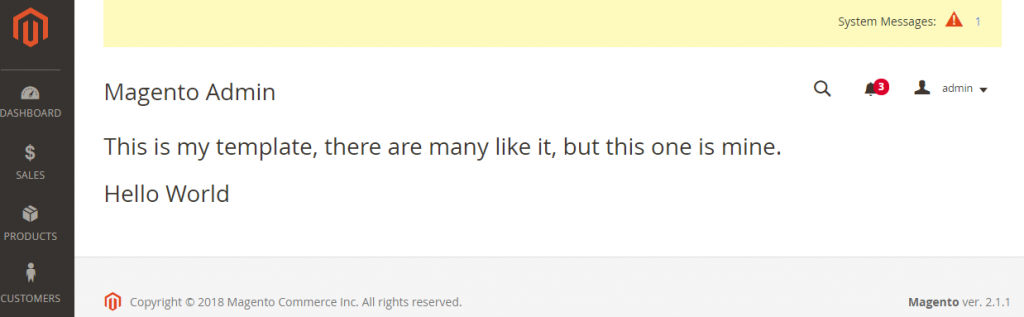 System Messages: 1
Magento Admin
3
admin
DASHBOARD
This is my template, there are many like it, but this one is mine.
$
SALES
Hello World
PRODUCTS
CUSTOMERS
Copyright © 2018 Magento Commerce Inc. All rights reserved.
Magento ver. 2.1.1